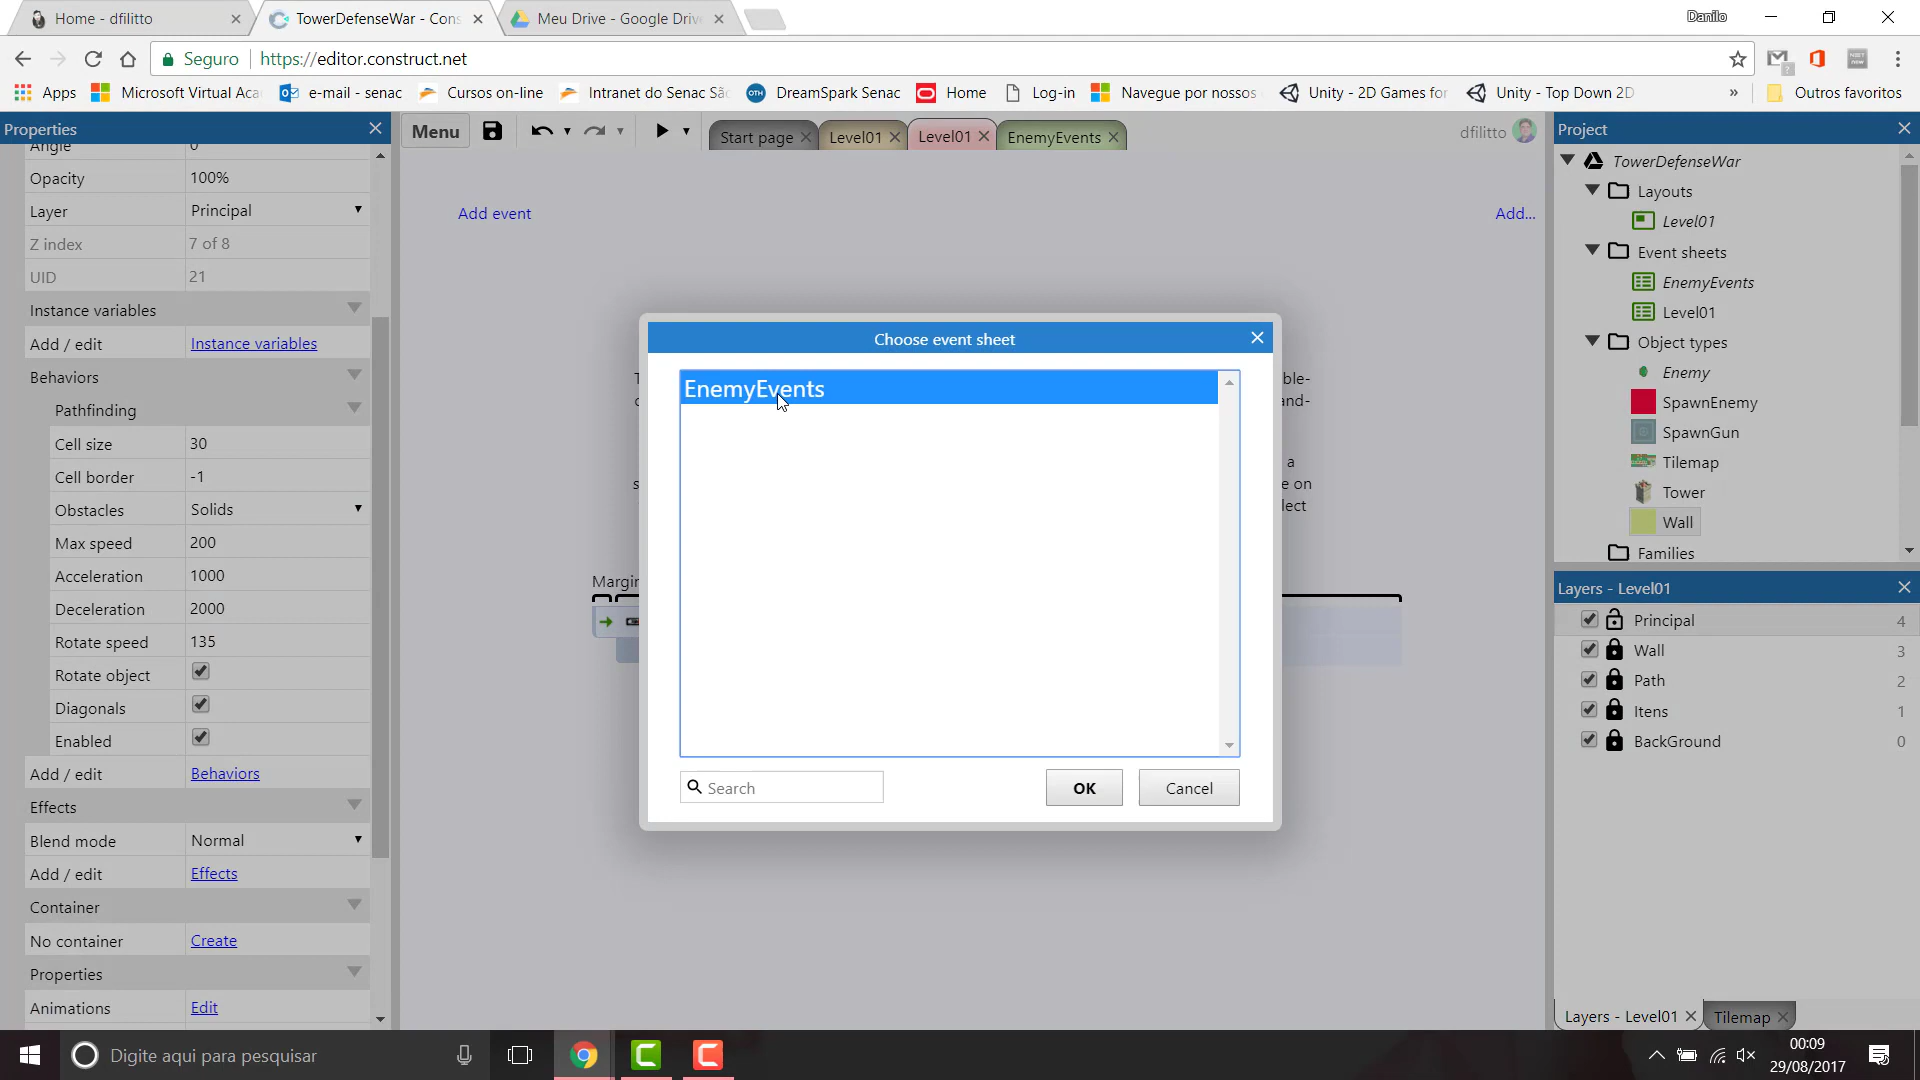 Home - dfilitto
TowerDefenseWar - Cons
Meu Drive - Google Drive
Danilo
Seguro
https://editor.construct.net
Apps
Microsoft Virtual Aca
e-mail - senac
Cursos on-line
Intranet do Senac Sã
DreamSpark Senac
Home
Log-in
Navegue por nossos
Unity - 2D Games for
Unity - Top Down 2D
»
Outros favoritos
Properties
Menu
Start page
Level01
Level01
EnemyEvents
dfilitto
Project
Angle 0
Opacity 100%
Layer Principal
Z index 7 of 8
UID 21
Instance variables
Add / edit Instance variables
Behaviors
Pathfinding
Cell size 30
Cell border -1
Obstacles Solids
Max speed 200
Acceleration 1000
Deceleration 2000
Rotate speed 135
Rotate object
Diagonals
Enabled
Add / edit Behaviors
Effects
Blend mode Normal
Add / edit Effects
Container
No container Create
Properties
Animations Edit
Add event
Add...
ble-
and-
a
e on
lect
Margin
Choose event sheet
EnemyEvents
Search
OK
Cancel
TowerDefenseWar
Layouts
Level01
Event sheets
EnemyEvents
Level01
Object types
Enemy
SpawnEnemy
SpawnGun
Tilemap
Tower
Wall
Families
Layers - Level01
Principal 4
Wall 3
Path 2
Itens 1
BackGround 0
Layers - Level01
Tilemap
Digite aqui para pesquisar
00:09
29/08/2017